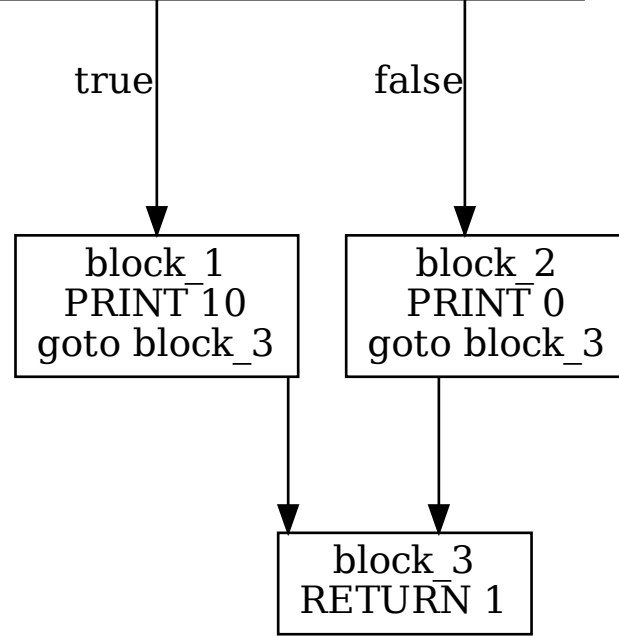 true
false
block_1
PRINT 10
goto block_3
block_2
PRINT 0
goto block_3
block_3
RETURN 1